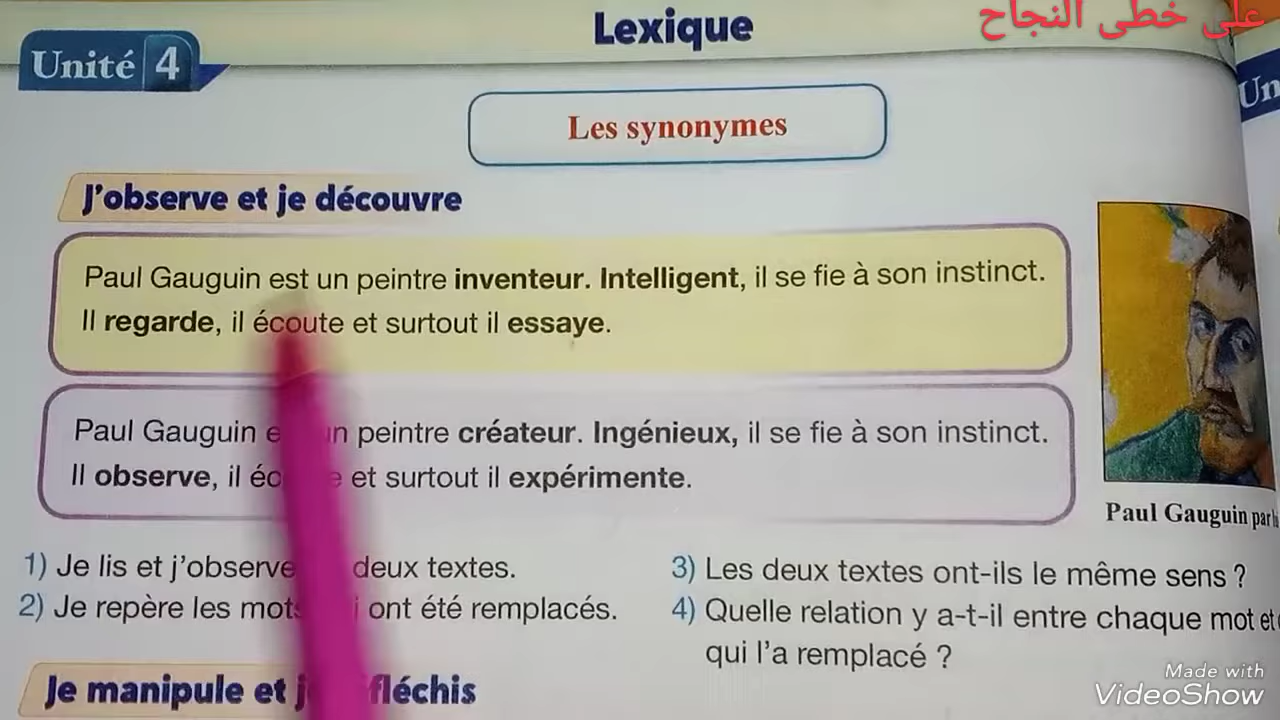 على خطى النجاح
Lexique
Unité 4
Un
Les synonymes
J'observe et je découvre
Paul Gauguin est un peintre inventeur. Intelligent, il se fie à son instinct.
Il regarde, il écoute et surtout il essaye.
Paul Gauguin un peintre créateur. Ingénieux, il se fie à son instinct.
Il observe, il et surtout il expérimente.
Paul Gauguin par
1) Je lis et j'observe deux textes.
2) Je repère les mots ont été remplacés.
3) Les deux textes ont-ils le même sens ?
4) Quelle relation y a-t-il entre chaque mot et
qui l'a remplacé ?
Je manipule et
Made with
VideoShow